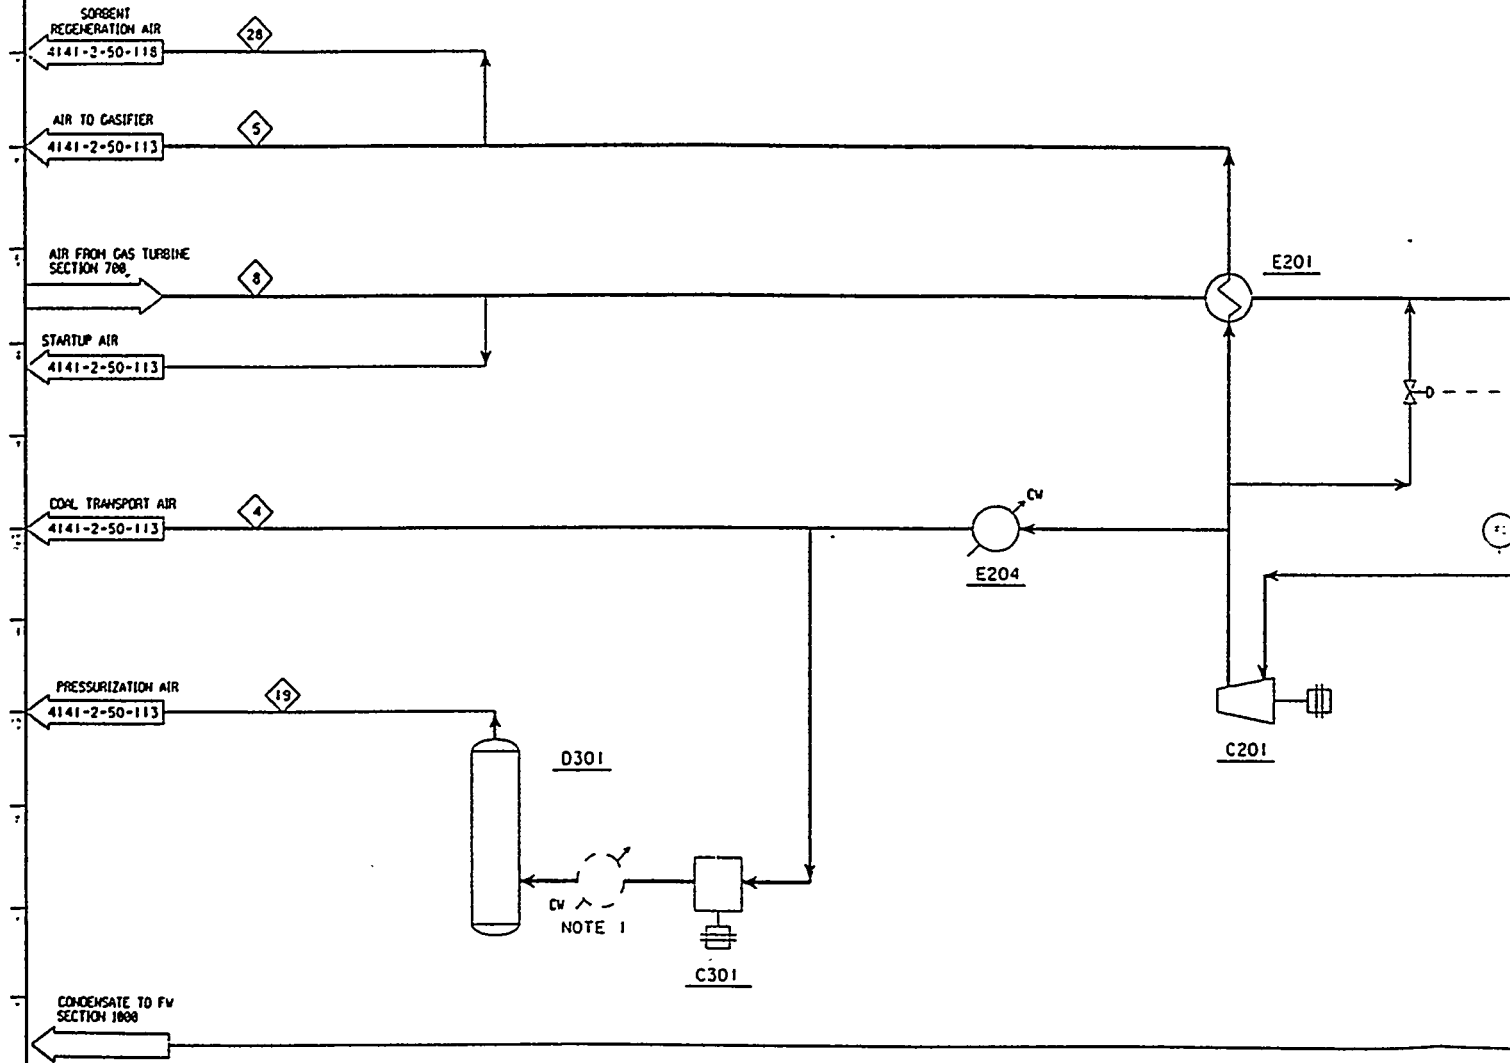 SORBENT
REGENERATION AIR
4141-2-50-118
28
AIR TO GASIFIER
4141-2-50-113
5
AIR FROM GAS TURBINE
SECTION 700
8
E201
STARTUP AIR
4141-2-50-113
D
COAL TRANSPORT AIR
4141-2-50-113
4
CW
E204
PRESSURIZATION AIR
4141-2-50-113
19
D301
C201
CW
NOTE 1
C301
CONDENSATE TO FW
SECTION 1000